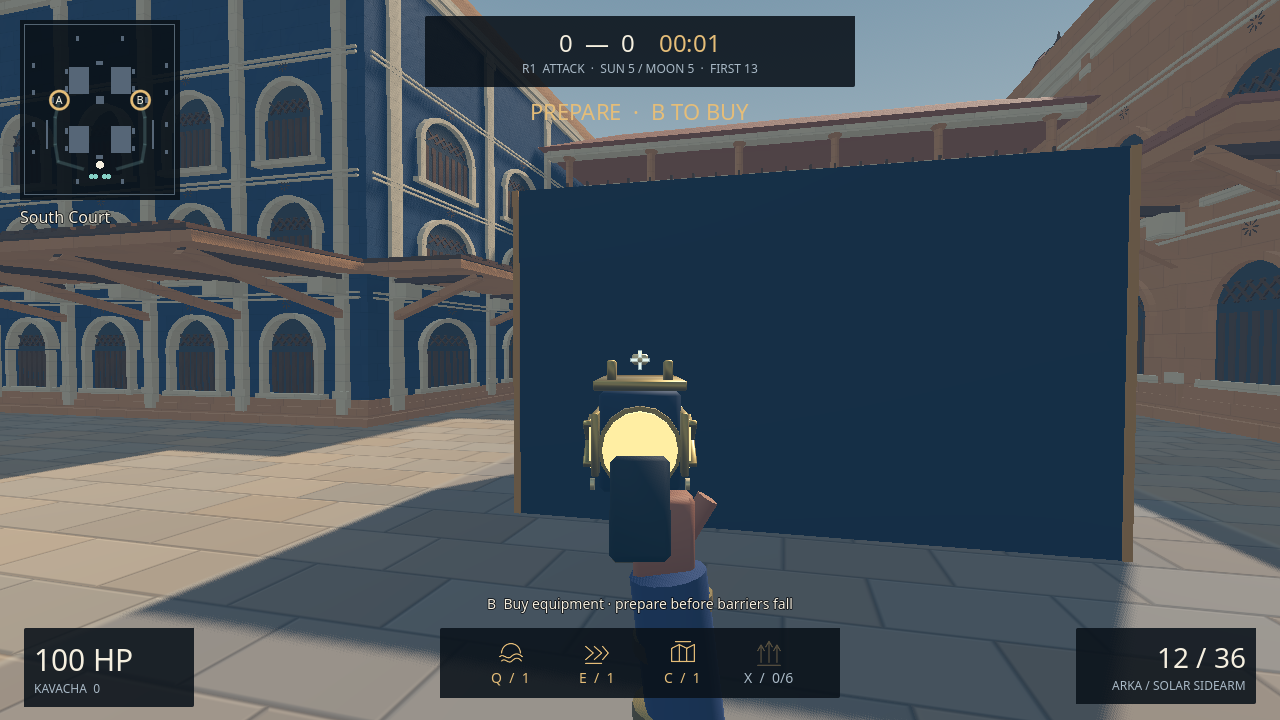 A
B
South Court
0 — 0 00:01
R1 ATTACK · SUN 5 / MOON 5 · FIRST 13
PREPARE · B TO BUY
B Buy equipment · prepare before barriers fall
100 HP
KAVACHA 0
Q / 1
E / 1
C / 1
X / 0/6
12 / 36
ARKA / SOLAR SIDEARM